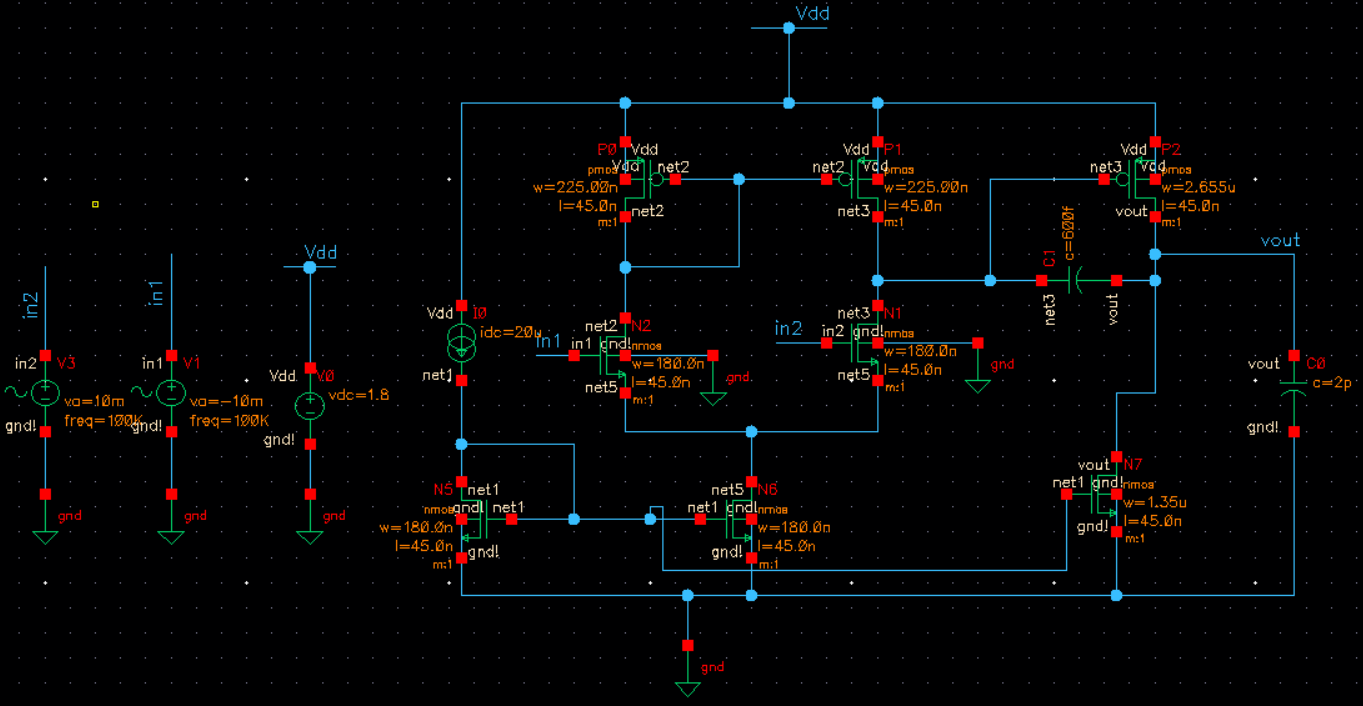 Vdd
P0
Vdd
Vdd
net2
pmos
w=225.00n
l=45.0n
net2
m:1
P1
net2
Vdd
pmos
w=225.00n
l=45.0n
net3
m:1
Vdd
P2
net3
Vdd
pmos
w=2.655u
l=45.0n
vout
m:1
vout
C1
c=600f
net3
vout
in2
in2
V3
va=10m
freq=100K
gnd!
gnd
in1
in1
V1
va=-10m
freq=100K
gnd!
gnd
Vdd
Vdd
V0
vdc=1.8
gnd!
gnd
Vdd
I0
idc=20u
net1
in1
net2
N2
in1
gnd!
nmos
w=180.0n
l=45.0n
net5
m:1
gnd
in2
net3
N1
in2
gnd!
nmos
w=180.0n
l=45.0n
net5
m:1
gnd
vout
C0
c=2p
gnd!
N5
net1
nmos
gnd!
net1
w=180.0n
l=45.0n
gnd!
m:1
net5
N6
net1
gnd!
nmos
w=180.0n
l=45.0n
gnd!
m:1
vout
N7
net1
gnd!
nmos
w=1.35u
l=45.0n
gnd!
m:1
gnd